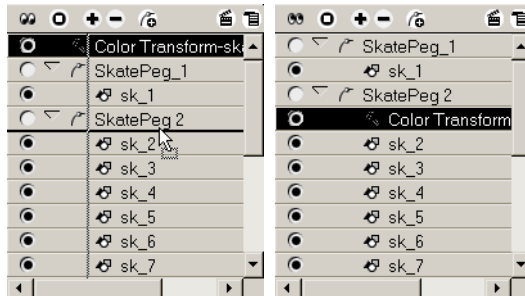 Color Transform-sk
SkatePeg_1
sk_1
SkatePeg 2
sk_2
sk_3
sk_4
sk_5
sk_6
sk_7
SkatePeg_1
sk_1
SkatePeg 2
Color Transform
sk_2
sk_3
sk_4
sk_5
sk_6
sk_7